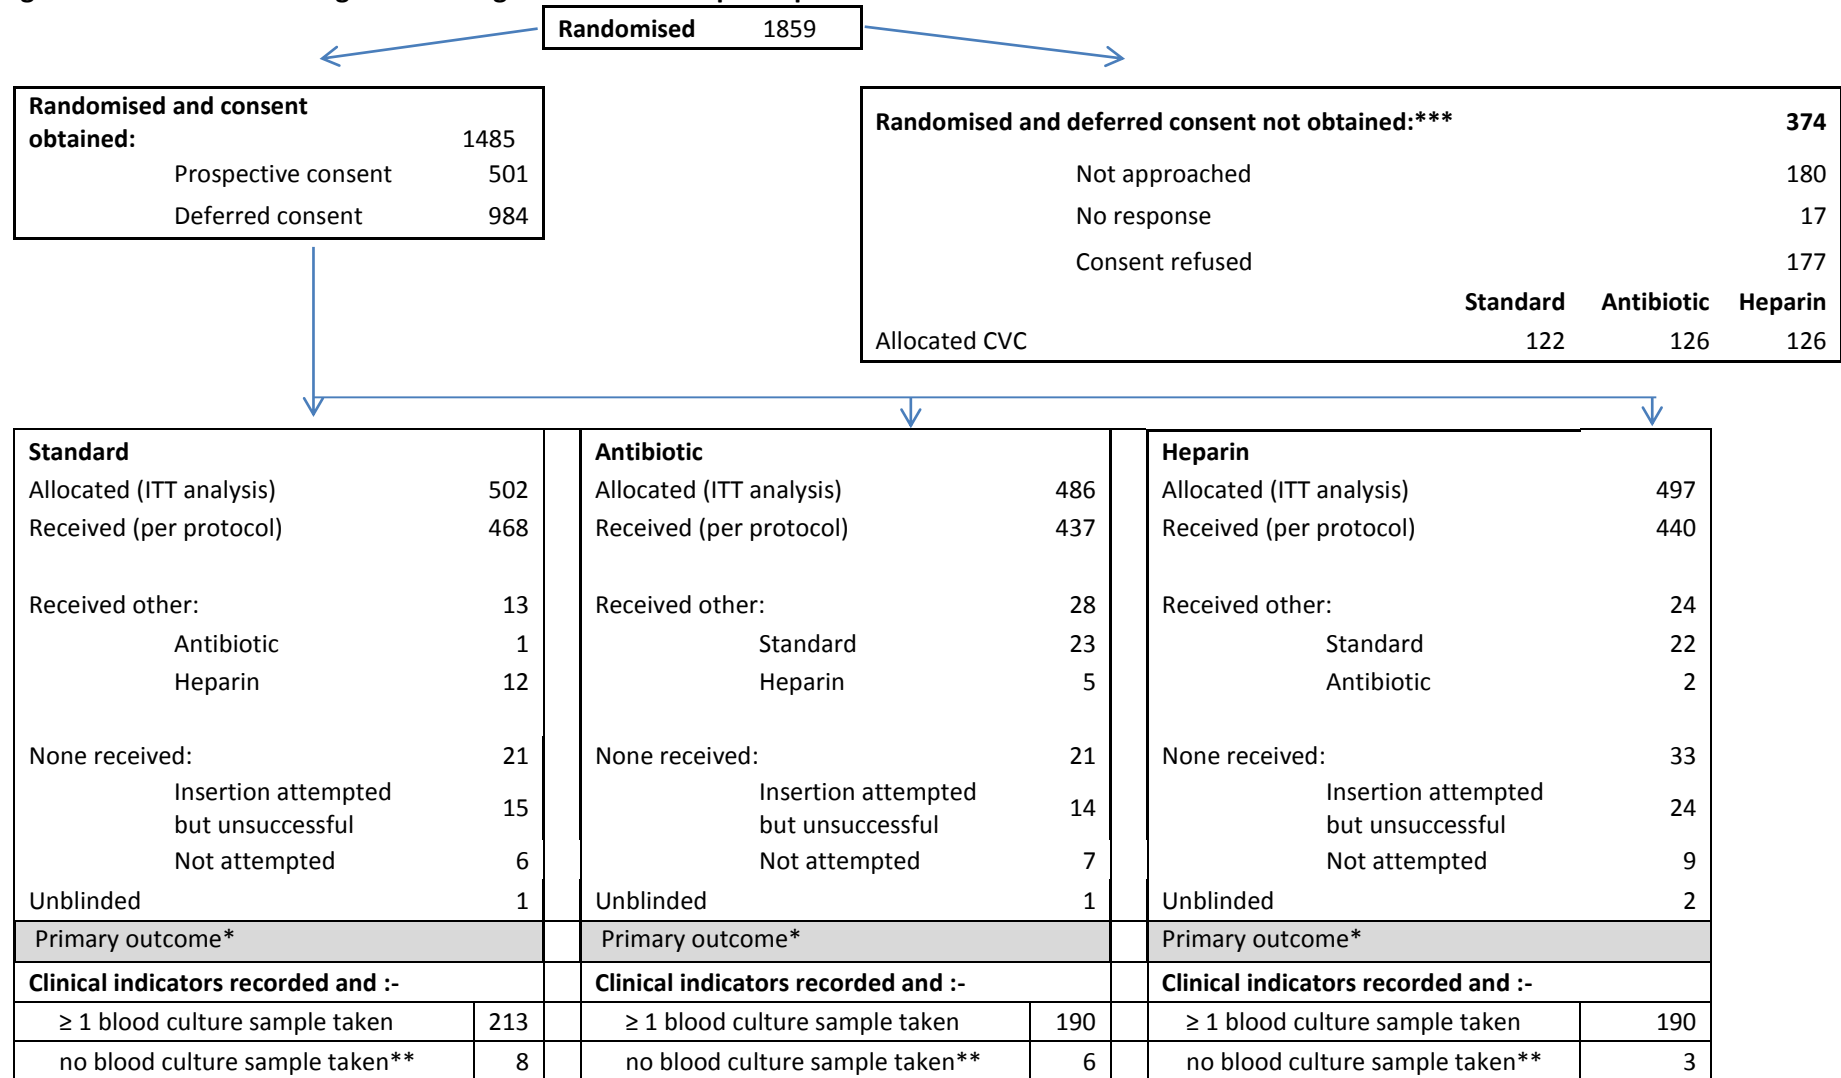 Randomised 1859
Randomised and consent
obtained: 1485
Prospective consent 501
Deferred consent 984
Randomised and deferred consent not obtained:*** 374
Not approached 180
No response 17
Consent refused 177
Standard Antibiotic Heparin
Allocated CVC 122 126 126
Standard
Allocated (ITT analysis) 502
Received (per protocol) 468
Received other: 13
Antibiotic 1
Heparin 12
None received: 21
Insertion attempted
but unsuccessful 15
Not attempted 6
Unblinded 1
Primary outcome*
Clinical indicators recorded and :-
≥ 1 blood culture sample taken 213
no blood culture sample taken** 8
Antibiotic
Allocated (ITT analysis) 486
Received (per protocol) 437
Received other: 28
Standard 23
Heparin 5
None received: 21
Insertion attempted
but unsuccessful 14
Not attempted 7
Unblinded 1
Primary outcome*
Clinical indicators recorded and :-
≥ 1 blood culture sample taken 190
no blood culture sample taken** 6
Heparin
Allocated (ITT analysis) 497
Received (per protocol) 440
Received other: 24
Standard 22
Antibiotic 2
None received: 33
Insertion attempted
but unsuccessful 24
Not attempted 9
Unblinded 2
Primary outcome*
Clinical indicators recorded and :-
≥ 1 blood culture sample taken 190
no blood culture sample taken** 3